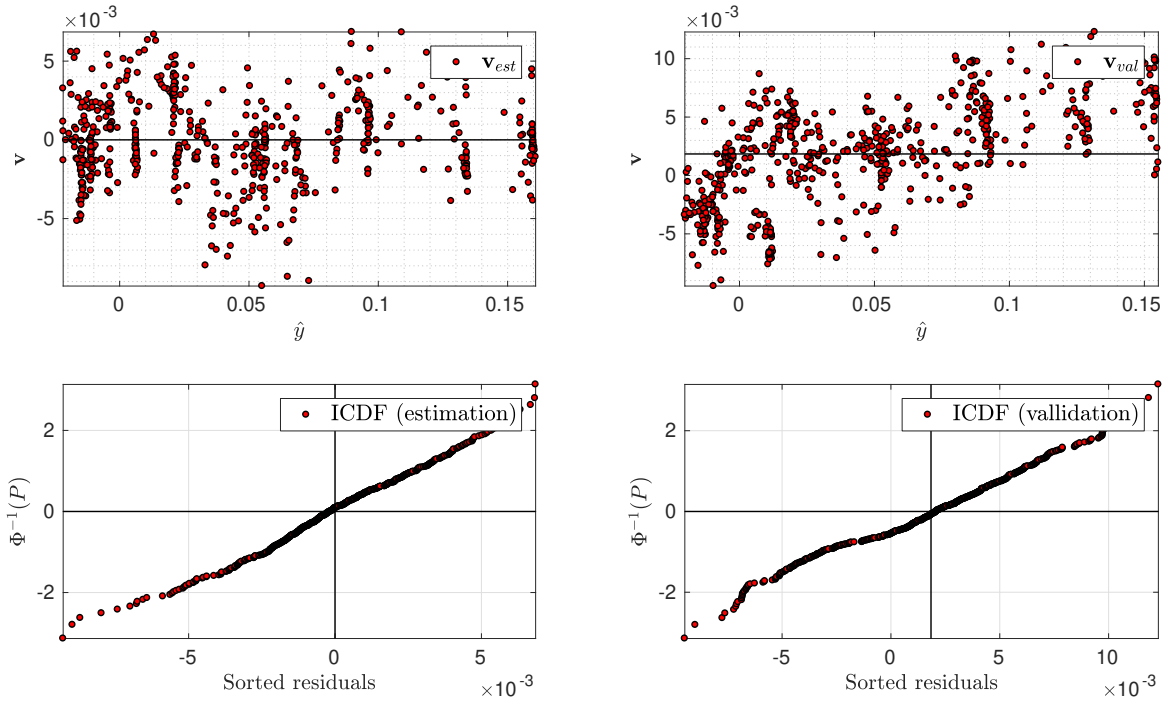 ×10⁻³
5
0
-5
v
v_est
0
0.05
0.1
0.15
ŷ
×10⁻³
10
5
0
-5
v
v_val
0
0.05
0.1
0.15
ŷ
2
0
-2
Φ⁻¹(P)
ICDF (estimation)
-5
0
5
Sorted residuals
×10⁻³
2
0
-2
Φ⁻¹(P)
ICDF (vallidation)
-5
0
5
10
Sorted residuals
×10⁻³